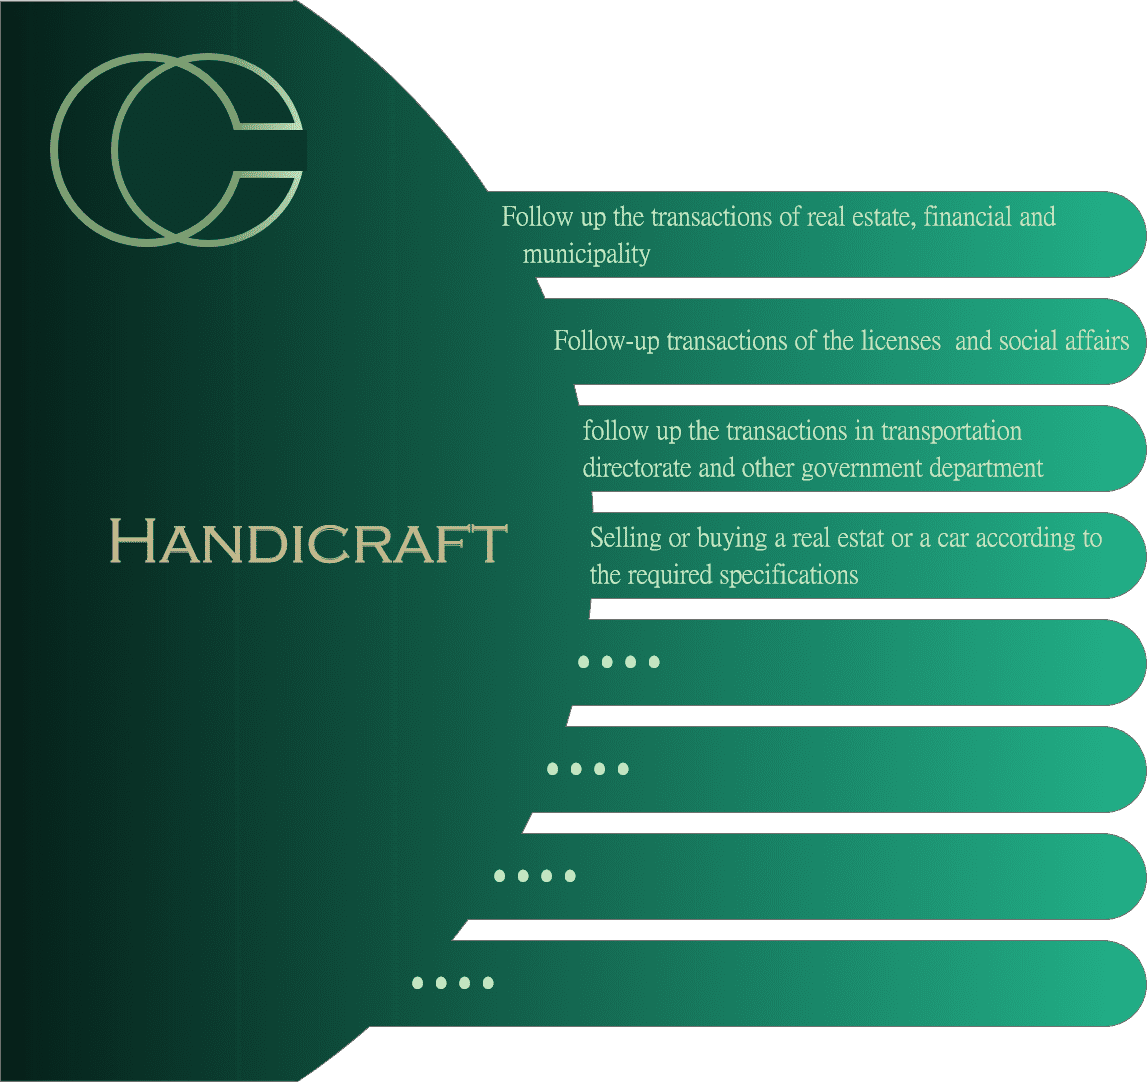 Follow up the transactions of real estate, financial and
municipality
Follow-up transactions of the licenses and social affairs
follow up the transactions in transportation
directorate and other government department
HANDICRAFT
Selling or buying a real estat or a car according to
the required specifications
• • • •
• • • •
• • • •
• • • •